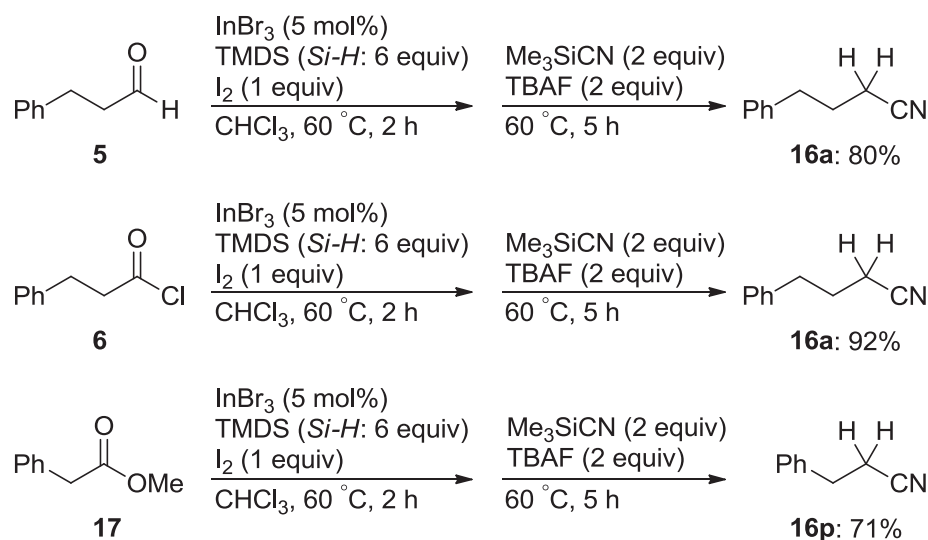 InBr₃ (5 mol%)
TMDS (Si-H: 6 equiv)
I₂ (1 equiv)
CHCl₃, 60 °C, 2 h
Me₃SiCN (2 equiv)
TBAF (2 equiv)
60 °C, 5 h
Ph
O
H
5
H H
Ph
CN
16a: 80%
InBr₃ (5 mol%)
TMDS (Si-H: 6 equiv)
I₂ (1 equiv)
CHCl₃, 60 °C, 2 h
Me₃SiCN (2 equiv)
TBAF (2 equiv)
60 °C, 5 h
Ph
O
Cl
6
H H
Ph
CN
16a: 92%
InBr₃ (5 mol%)
TMDS (Si-H: 6 equiv)
I₂ (1 equiv)
CHCl₃, 60 °C, 2 h
Me₃SiCN (2 equiv)
TBAF (2 equiv)
60 °C, 5 h
Ph
O
OMe
17
H H
Ph
CN
16p: 71%